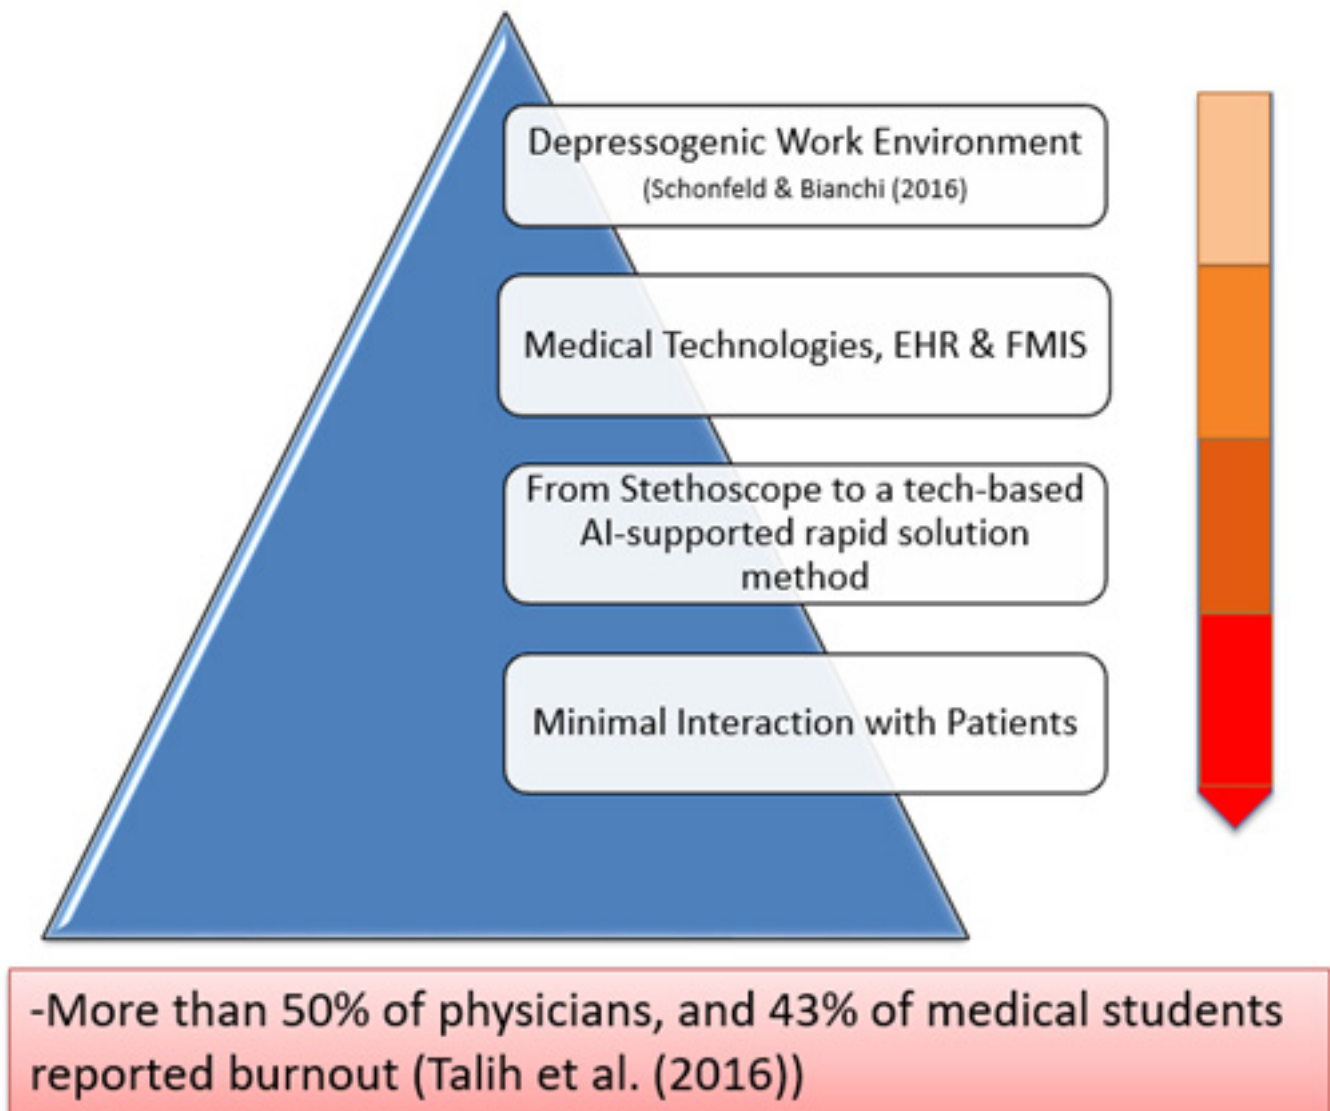 Depressogenic Work Environment
(Schonfeld & Bianchi (2016)
Medical Technologies, EHR & FMIS
From Stethoscope to a tech-based
AI-supported rapid solution
method
Minimal Interaction with Patients
-More than 50% of physicians, and 43% of medical students
reported burnout (Talih et al. (2016))